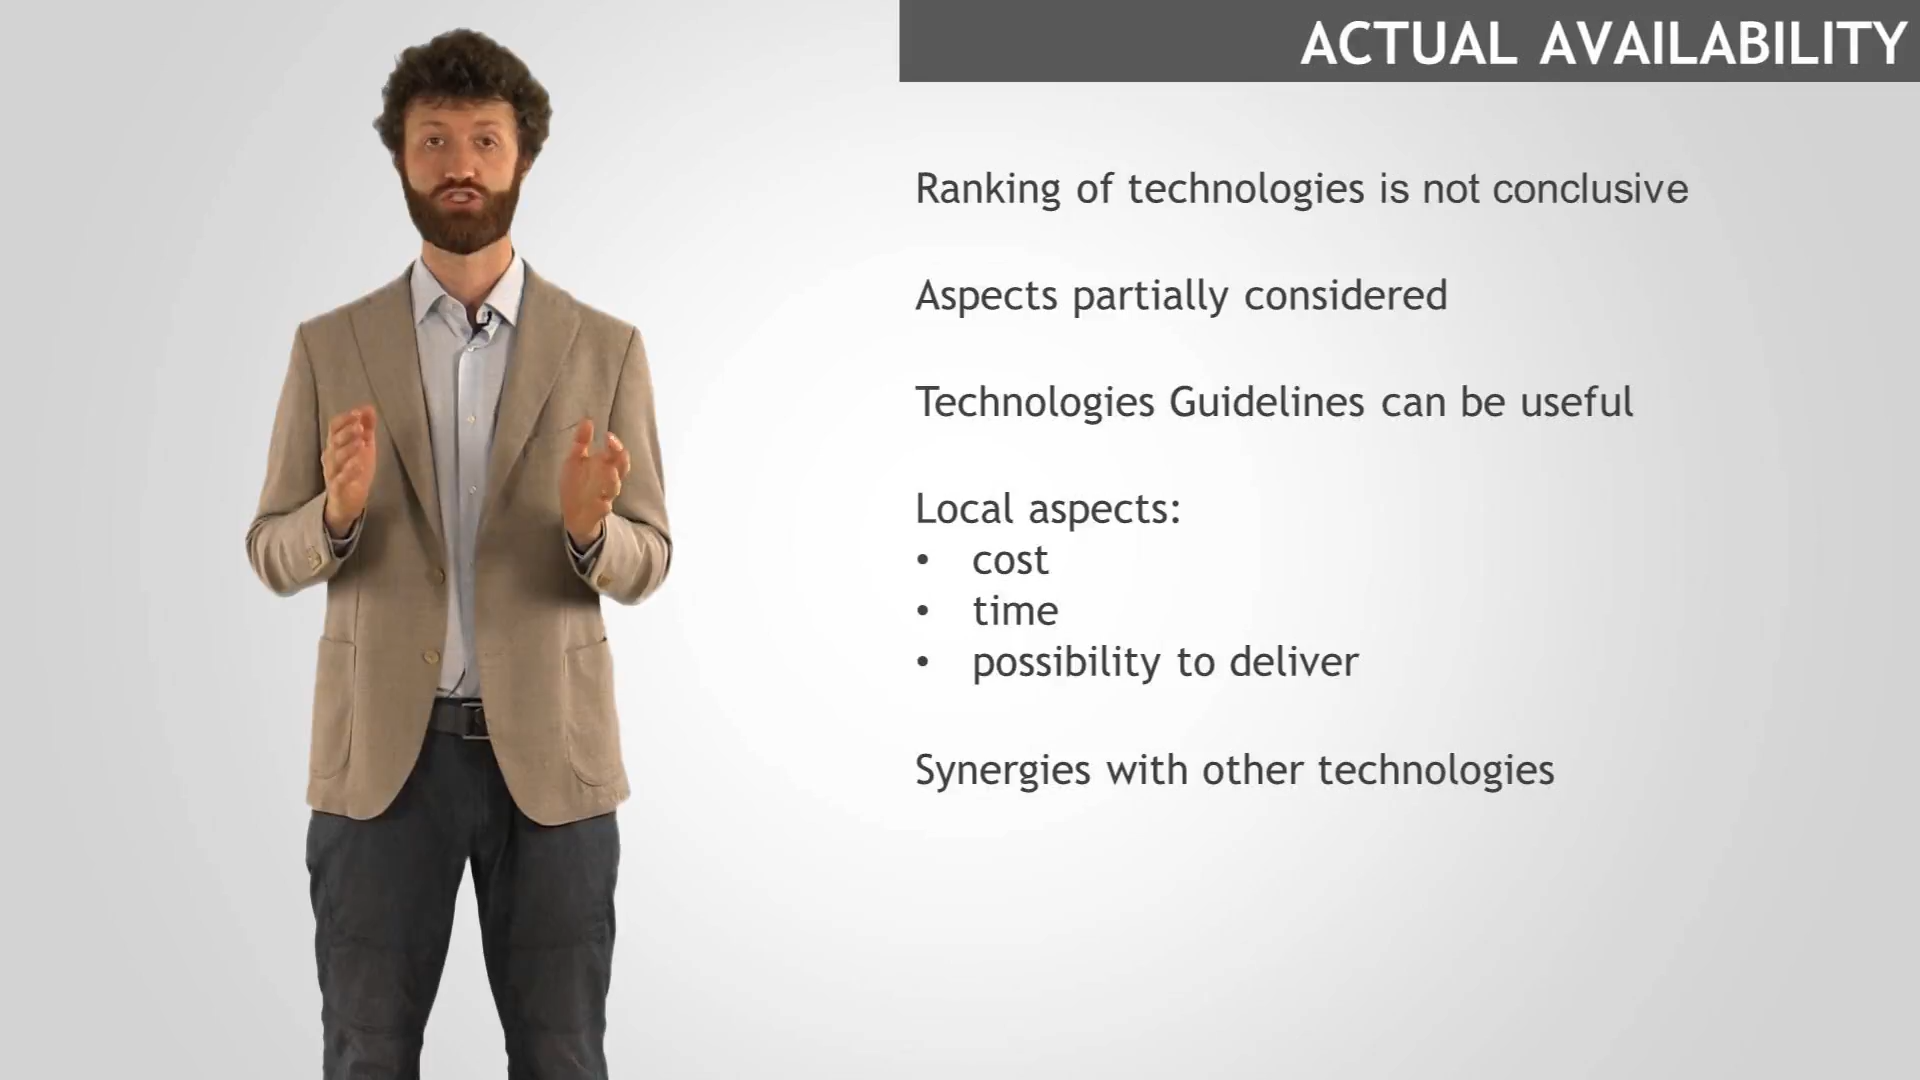 ACTUAL AVAILABILITY
Ranking of technologies is not conclusive
Aspects partially considered
Technologies Guidelines can be useful
Local aspects:
• cost
• time
• possibility to deliver
Synergies with other technologies